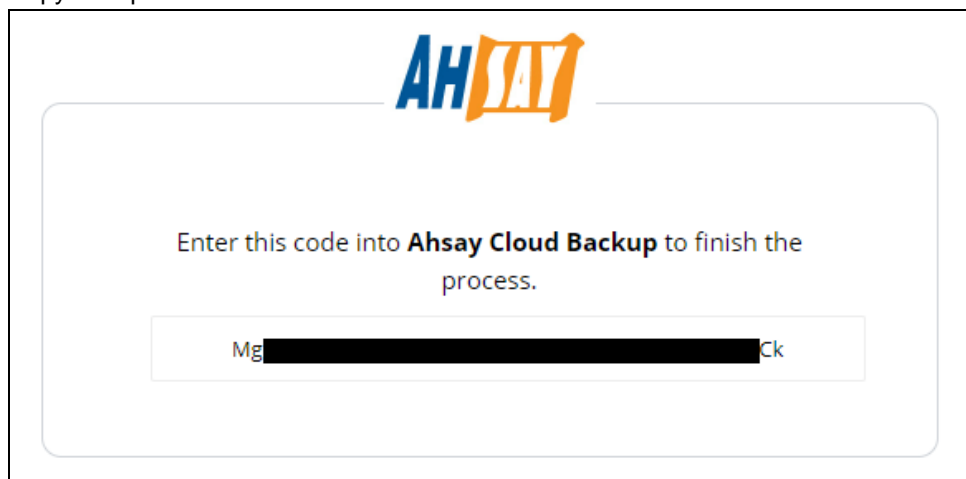 AHSAY
Enter this code into Ahsay Cloud Backup to finish the
process.
Mg Ck